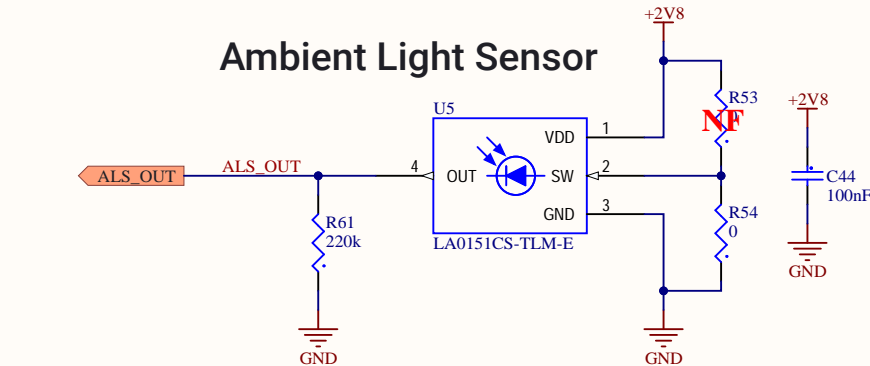 Ambient Light Sensor
+2V8
U5
R53
NF
+2V8
VDD
1
ALS_OUT
ALS_OUT
4
OUT
SW
2
C44
100nF
R61
220k
GND
3
R54
0
LA0151CS-TLM-E
GND
GND
GND